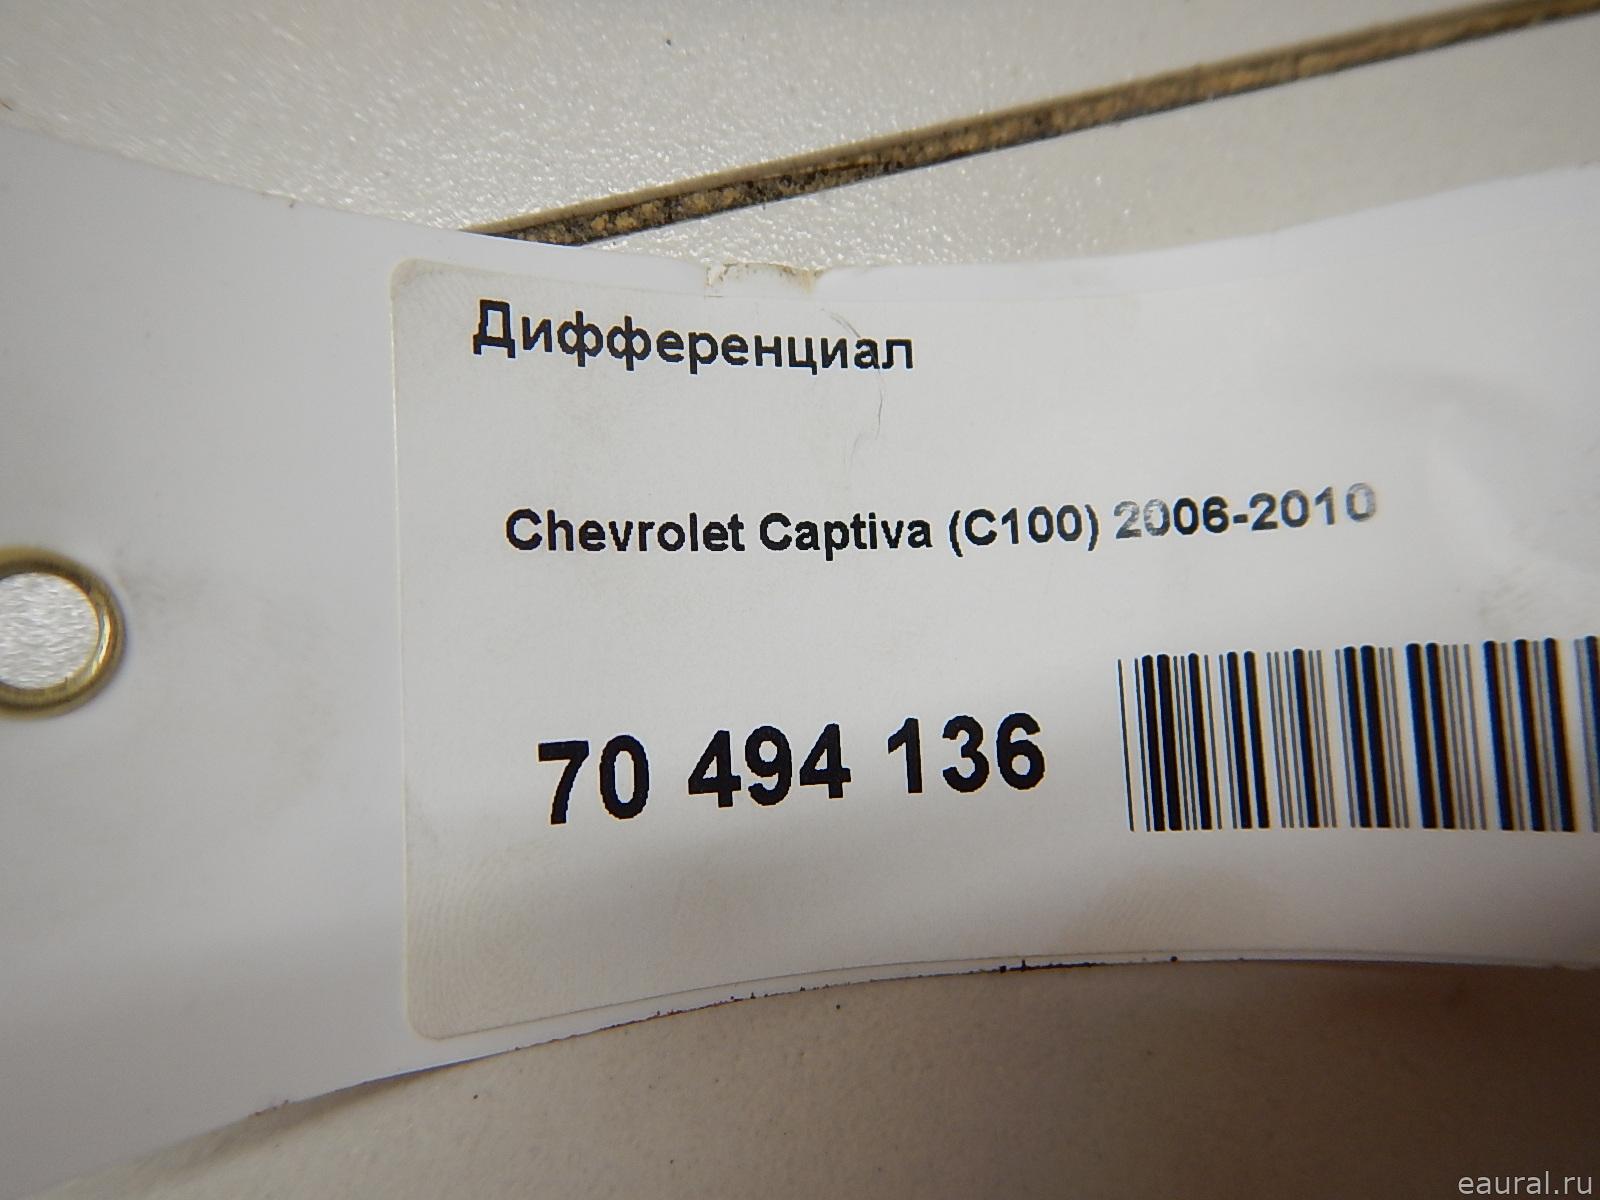 Дифференциал
Chevrolet Captiva (C100) 2006-2010
70 494 136
eaural.ru